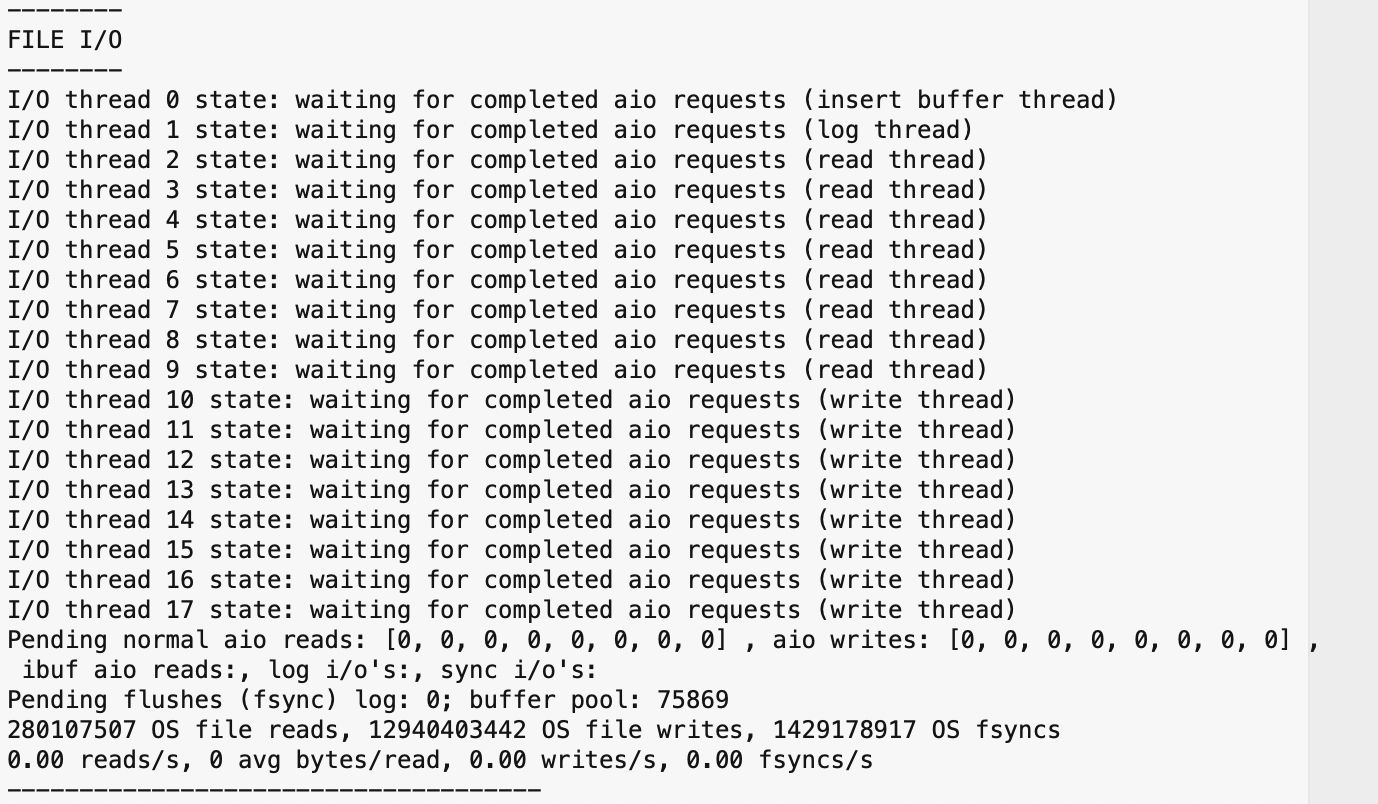 --------
FILE I/O
--------
I/O thread 0 state: waiting for completed aio requests (insert buffer thread)
I/O thread 1 state: waiting for completed aio requests (log thread)
I/O thread 2 state: waiting for completed aio requests (read thread)
I/O thread 3 state: waiting for completed aio requests (read thread)
I/O thread 4 state: waiting for completed aio requests (read thread)
I/O thread 5 state: waiting for completed aio requests (read thread)
I/O thread 6 state: waiting for completed aio requests (read thread)
I/O thread 7 state: waiting for completed aio requests (read thread)
I/O thread 8 state: waiting for completed aio requests (read thread)
I/O thread 9 state: waiting for completed aio requests (read thread)
I/O thread 10 state: waiting for completed aio requests (write thread)
I/O thread 11 state: waiting for completed aio requests (write thread)
I/O thread 12 state: waiting for completed aio requests (write thread)
I/O thread 13 state: waiting for completed aio requests (write thread)
I/O thread 14 state: waiting for completed aio requests (write thread)
I/O thread 15 state: waiting for completed aio requests (write thread)
I/O thread 16 state: waiting for completed aio requests (write thread)
I/O thread 17 state: waiting for completed aio requests (write thread)
Pending normal aio reads: [0, 0, 0, 0, 0, 0, 0, 0] , aio writes: [0, 0, 0, 0, 0, 0, 0, 0] ,
 ibuf aio reads:, log i/o's:, sync i/o's:
Pending flushes (fsync) log: 0; buffer pool: 75869
280107507 OS file reads, 12940403442 OS file writes, 1429178917 OS fsyncs
0.00 reads/s, 0 avg bytes/read, 0.00 writes/s, 0.00 fsyncs/s
-------------------------------------